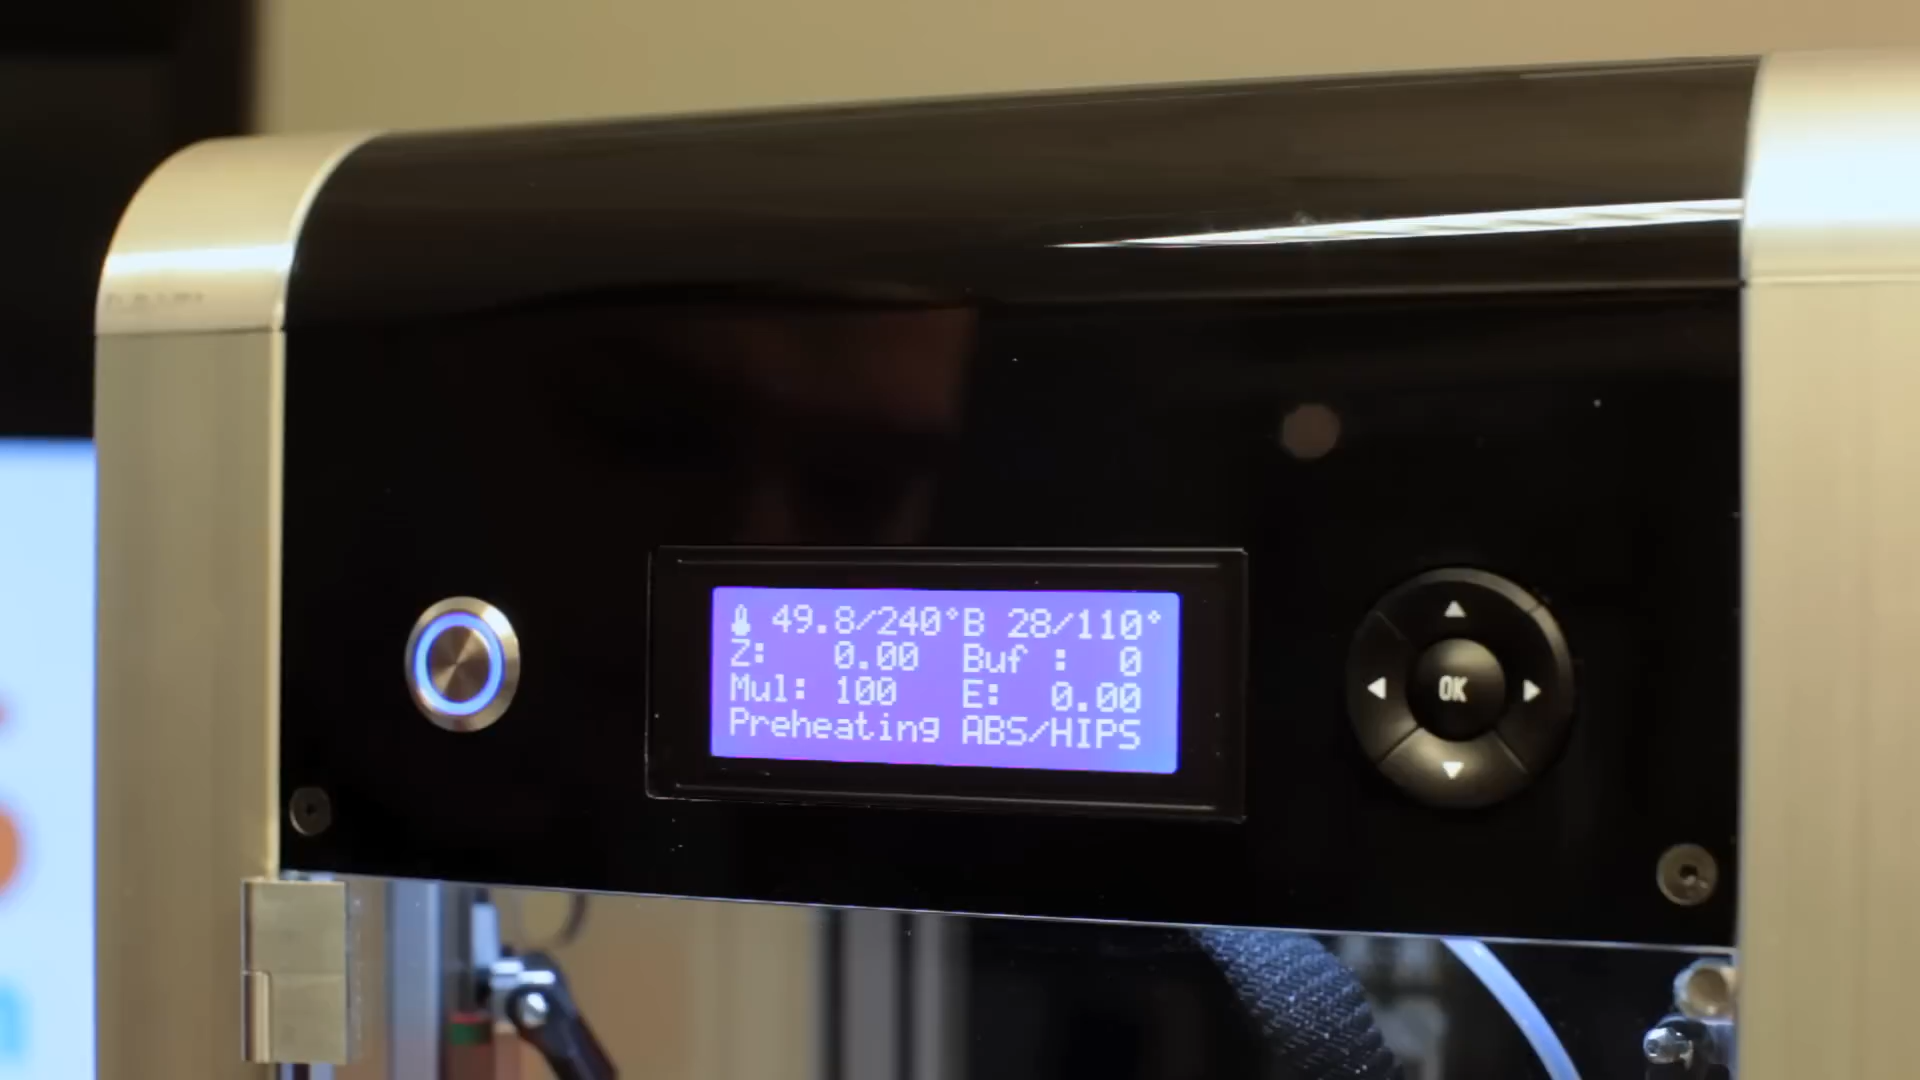 49.8/240°B 28/110°
Z: 0.00 Buf : 0
Mul: 100 E: 0.00
Preheating ABS/HIPS
OK